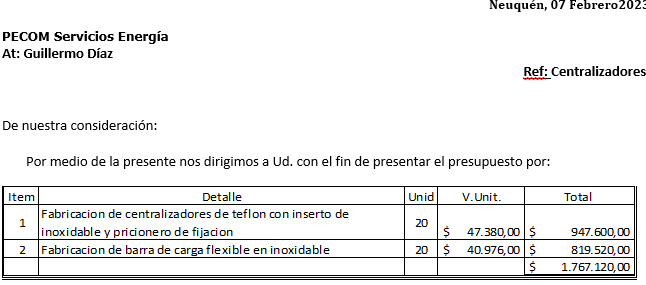 Neuquén, 07 Febrero2023
PECOM Servicios Energía
At: Guillermo Díaz
Ref: Centralizadores
De nuestra consideración:
Por medio de la presente nos dirigimos a Ud. con el fin de presentar el presupuesto por:
Item Detalle Unid V.Unit. Total
1 Fabricacion de centralizadores de teflon con inserto de
inoxidable y pricionero de fijacion 20 $ 47.380,00 $ 947.600,00
2 Fabricacion de barra de carga flexible en inoxidable 20 $ 40.976,00 $ 819.520,00
$ 1.767.120,00